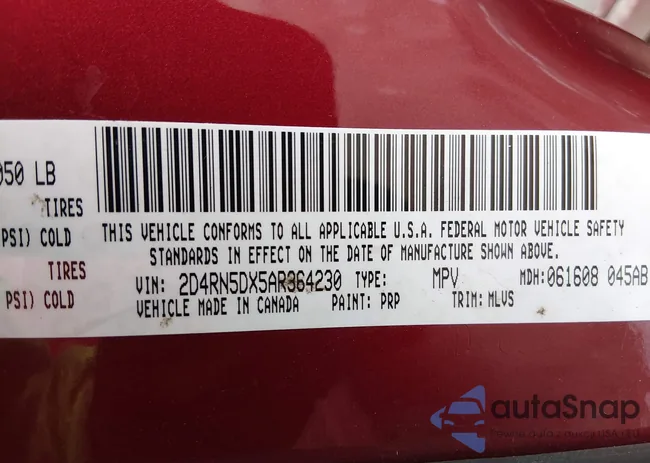 050 LB
TIRES
PSI) COLD
TIRES
PSI) COLD
THIS VEHICLE CONFORMS TO ALL APPLICABLE U.S.A. FEDERAL MOTOR VEHICLE SAFETY
STANDARDS IN EFFECT ON THE DATE OF MANUFACTURE SHOWN ABOVE.
VIN: 2D4RN5DX5AR364230 TYPE: MPV MDH: 061608 045AB
VEHICLE MADE IN CANADA PAINT: PRP TRIM: MLVS
autaSnap